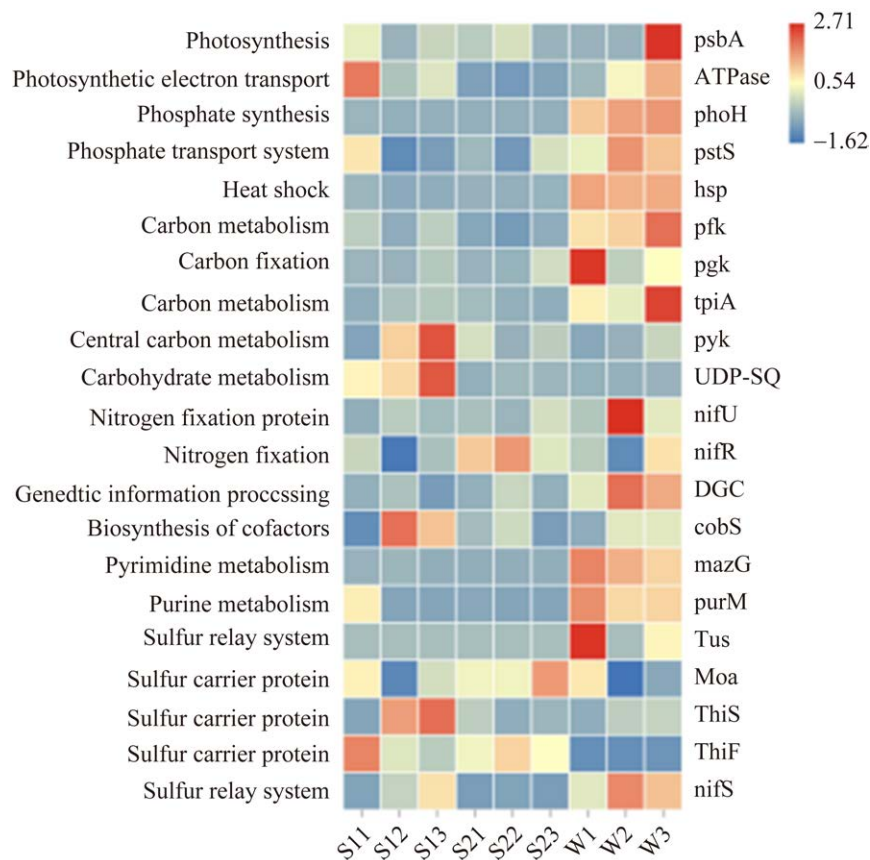 Photosynthesis psbA 2.71
Photosynthetic electron transport ATPase 0.54
Phosphate synthesis phoH −1.62
Phosphate transport system pstS
Heat shock hsp
Carbon metabolism pfk
Carbon fixation pgk
Carbon metabolism tpiA
Central carbon metabolism pyk
Carbohydrate metabolism UDP-SQ
Nitrogen fixation protein nifU
Nitrogen fixation nifR
Genedtic information proccssing DGC
Biosynthesis of cofactors cobS
Pyrimidine metabolism mazG
Purine metabolism purM
Sulfur relay system Tus
Sulfur carrier protein Moa
Sulfur carrier protein ThiS
Sulfur carrier protein ThiF
Sulfur relay system nifS
S11 S12 S13 S21 S22 S23 W1 W2 W3